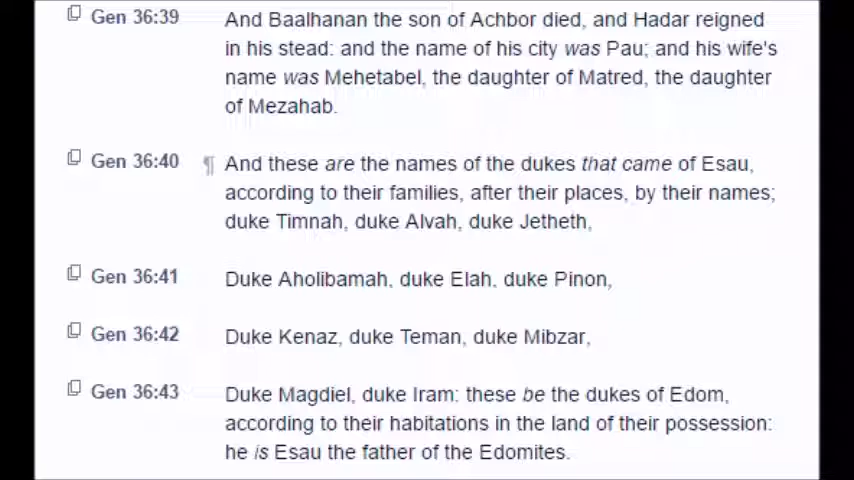 Gen 36:39 And Baalhanan the son of Achbor died, and Hadar reigned
in his stead: and the name of his city was Pau; and his wife's
name was Mehetabel, the daughter of Matred, the daughter
of Mezahab.
Gen 36:40 ¶ And these are the names of the dukes that came of Esau,
according to their families, after their places, by their names;
duke Timnah, duke Alvah, duke Jetheth,
Gen 36:41 Duke Aholibamah, duke Elah, duke Pinon,
Gen 36:42 Duke Kenaz, duke Teman, duke Mibzar,
Gen 36:43 Duke Magdiel, duke Iram: these be the dukes of Edom,
according to their habitations in the land of their possession:
he is Esau the father of the Edomites.